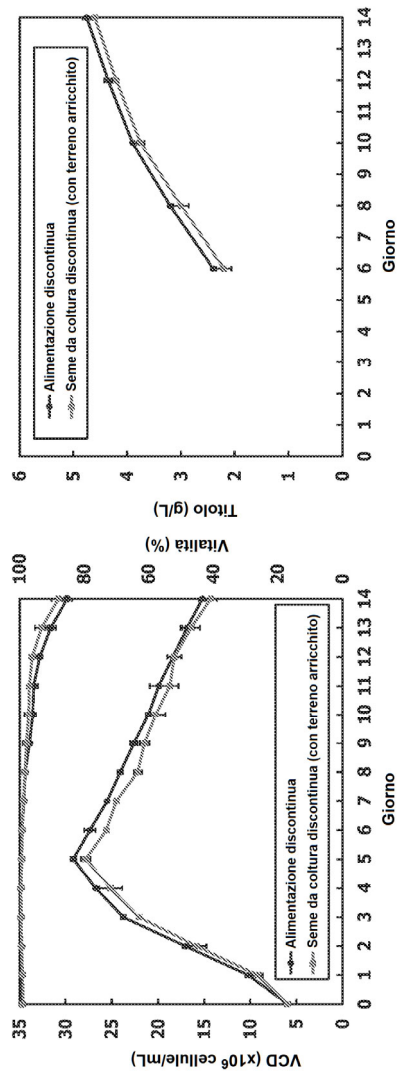 VCD (x10⁶ cellule/mL)
35
30
25
20
15
10
5
0
Alimentazione discontinua
Seme da coltura discontinua (con terreno arricchito)
0 1 2 3 4 5 6 7 8 9 10 11 12 13 14
Giorno
100
80
60
40
20
0
Vitalità (%)
Titolo (g/L)
6
5
4
3
2
1
0
Alimentazione discontinua
Seme da coltura discontinua (con terreno arricchito)
0 1 2 3 4 5 6 7 8 10 12 14
Giorno